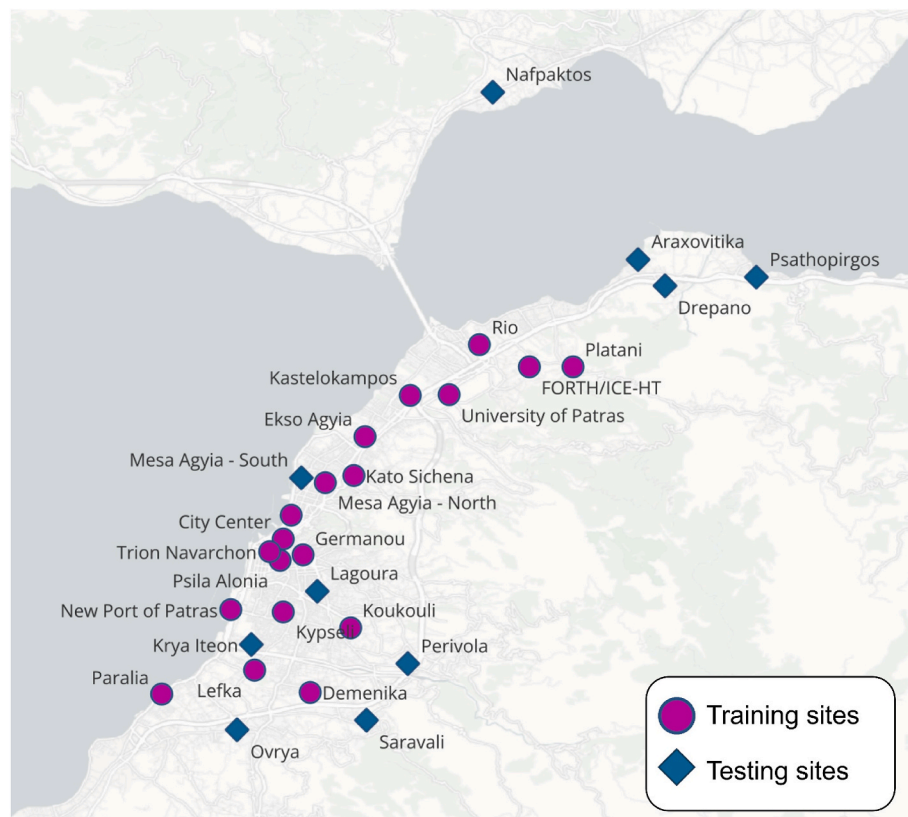 Nafpaktos
Araxovitika
Psathopirgos
Drepano
Rio
Platani
Kastelokampos
FORTH/ICE-HT
University of Patras
Ekso Agyia
Mesa Agyia - South
Kato Sichena
Mesa Agyia - North
City Center
Germanou
Trion Navarchon
Psila Alonia
Lagoura
New Port of Patras
Koukouli
Kypseli
Krya Iteon
Perivola
Paralia
Lefka
Demenika
Saravali
Ovrya
Training sites
Testing sites